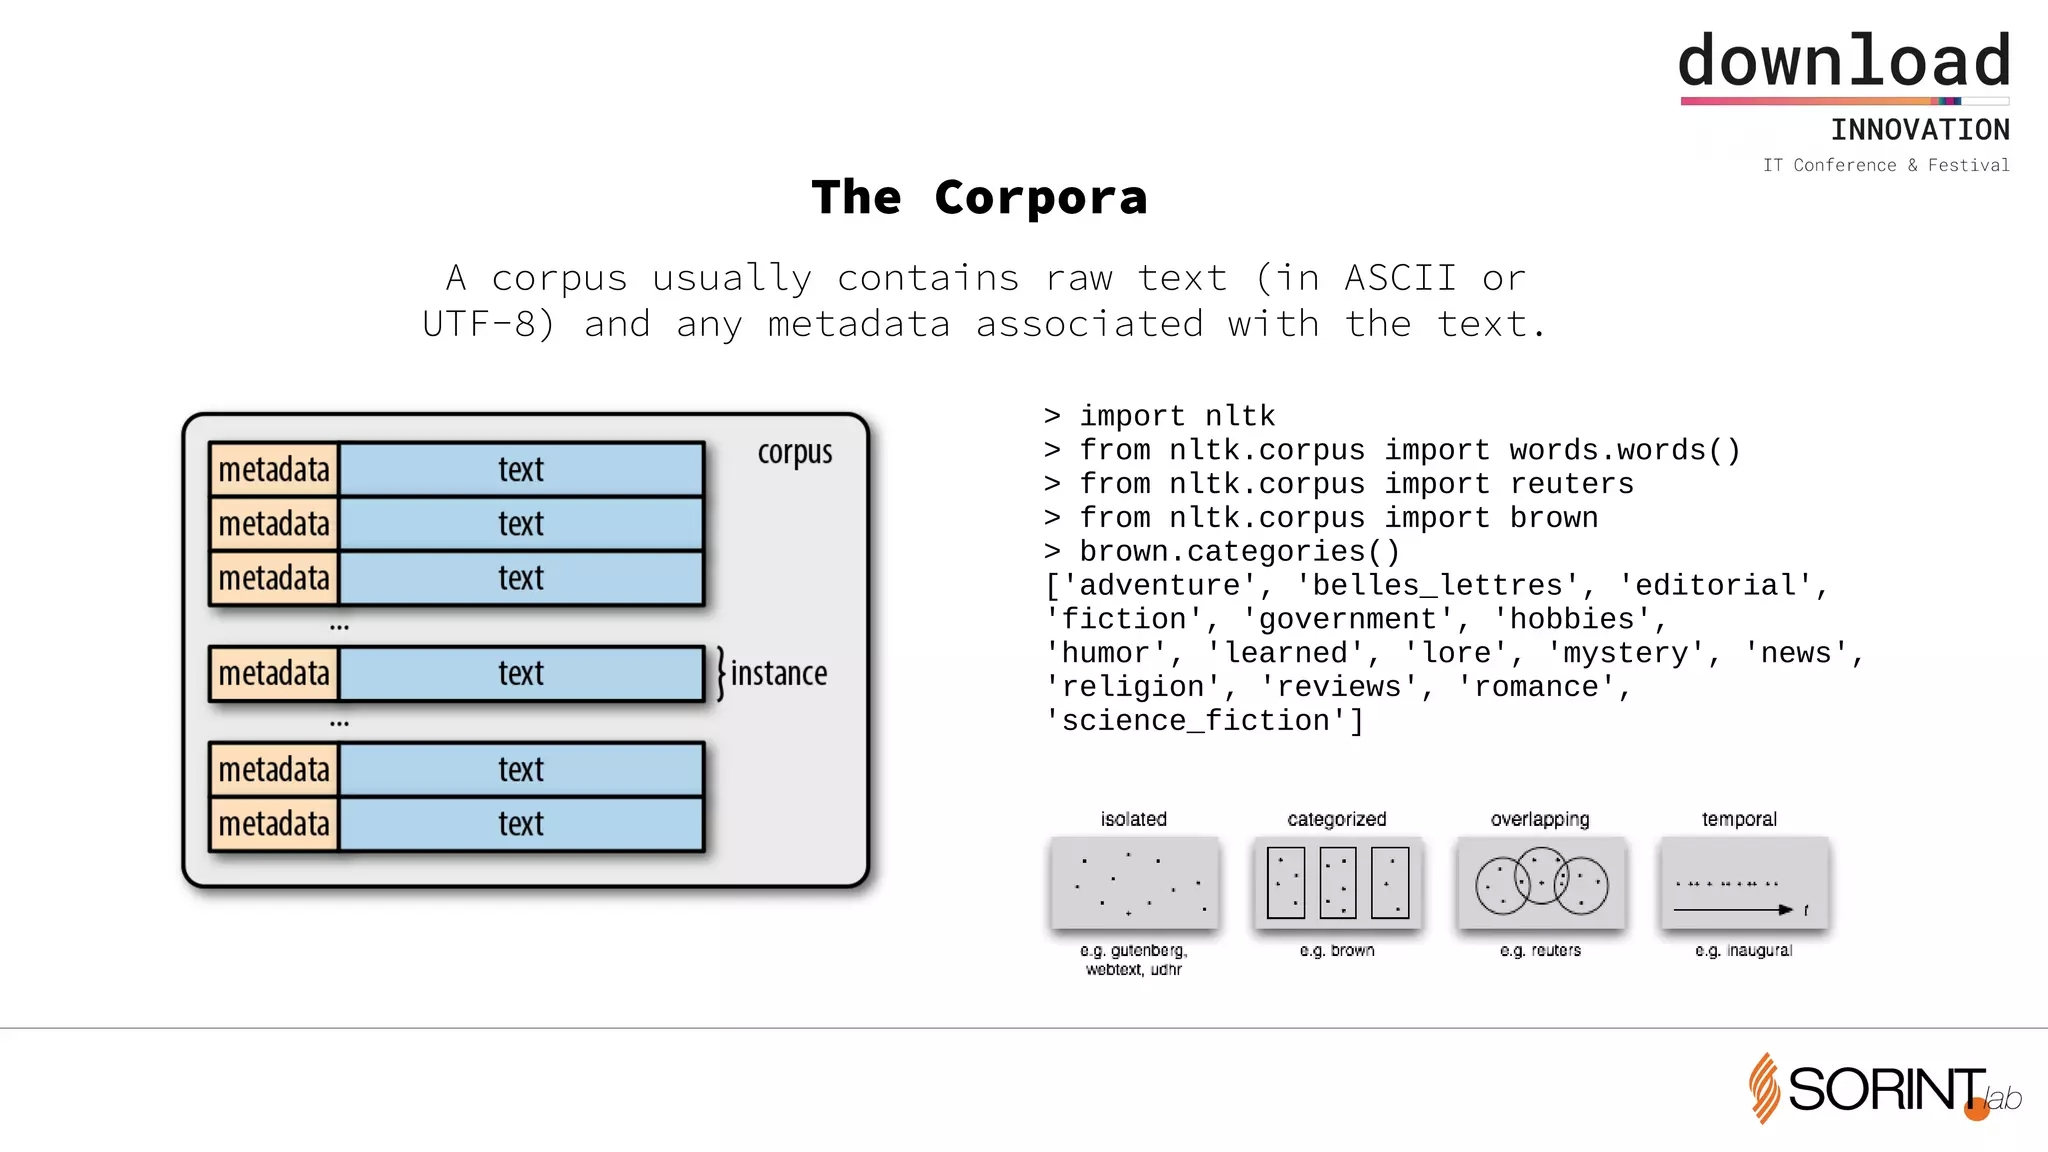 download
INNOVATION
IT Conference & Festival
The Corpora
A corpus usually contains raw text (in ASCII or
UTF-8) and any metadata associated with the text.
corpus
metadata text
metadata text
metadata text
...
metadata text } instance
...
metadata text
metadata text
> import nltk
> from nltk.corpus import words.words()
> from nltk.corpus import reuters
> from nltk.corpus import brown
> brown.categories()
['adventure', 'belles_lettres', 'editorial',
'fiction', 'government', 'hobbies',
'humor', 'learned', 'lore', 'mystery', 'news',
'religion', 'reviews', 'romance',
'science_fiction']
isolated
categorized
overlapping
temporal
t
e.g. gutenberg,
webtext, udhr
e.g. brown
e.g. reuters
e.g. inaugural
SORINT.lab